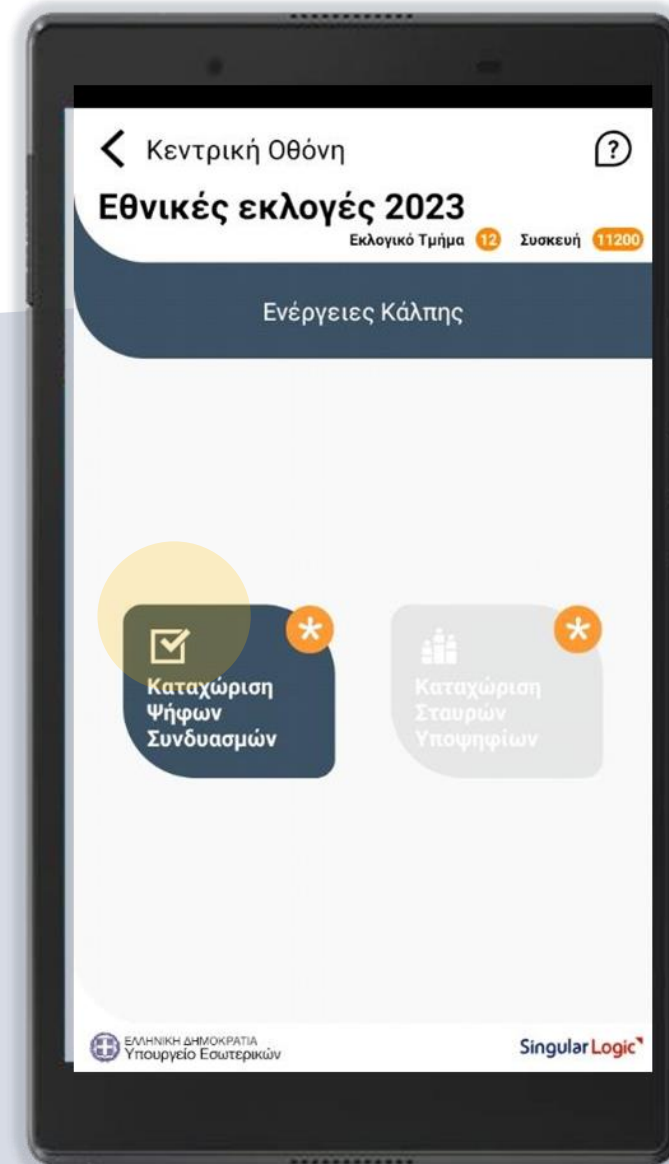 Κεντρική Οθόνη
?
Εθνικές εκλογές 2023
Εκλογικό Τμήμα 12 Συσκευή 11200
Ενέργειες Κάλπης
Καταχώριση
Ψήφων
Συνδυασμών
Καταχώριση
Σταυρών
Υποψηφίων
ΕΛΛΗΝΙΚΗ ΔΗΜΟΚΡΑΤΙΑ
Υπουργείο Εσωτερικών
SingularLogic